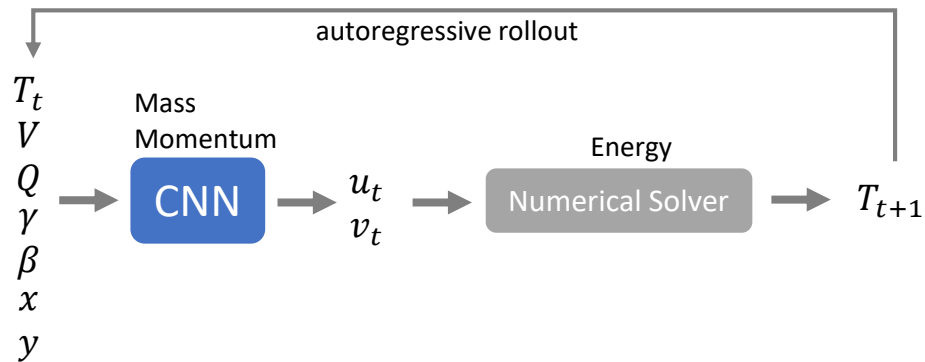 autoregressive rollout
T_t
V
Q
γ
β
x
y
Mass
Momentum
CNN
u_t
v_t
Energy
Numerical Solver
T_{t+1}